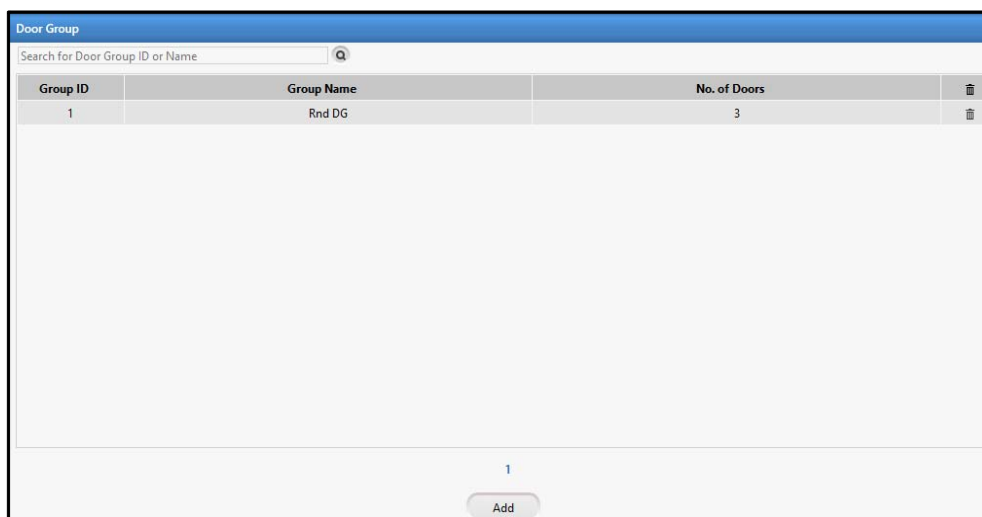 Door Group
Search for Door Group ID or Name
Group ID Group Name No. of Doors
1 Rnd DG 3
1
Add